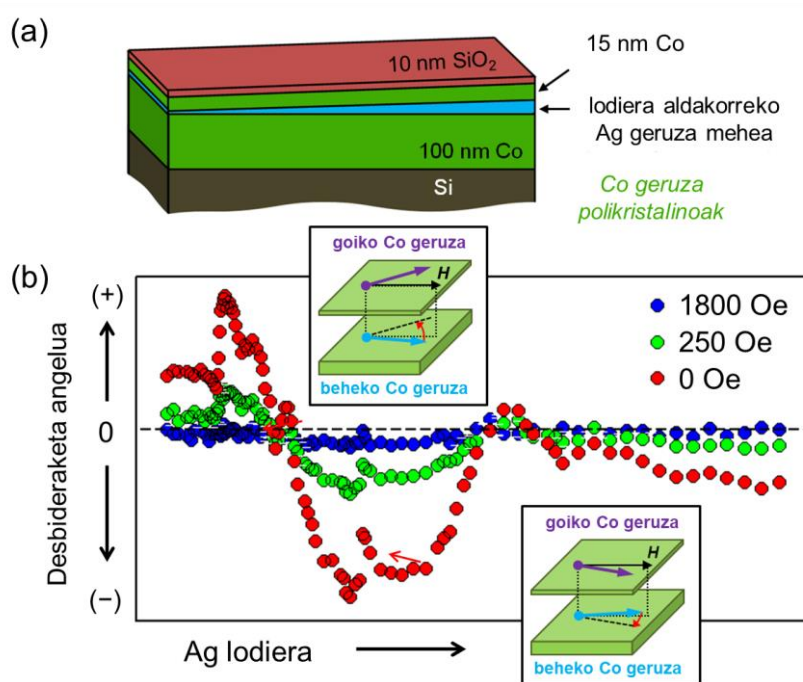 (a)
10 nm SiO₂
15 nm Co
lodiera aldakorreko
Ag geruza mehea
100 nm Co
Si
Co geruza
polikristalinoak
(b)
(+)
0
(−)
Desbideraketa angelua
goiko Co geruza
H
beheko Co geruza
1800 Oe
250 Oe
0 Oe
goiko Co geruza
H
beheko Co geruza
Ag lodiera